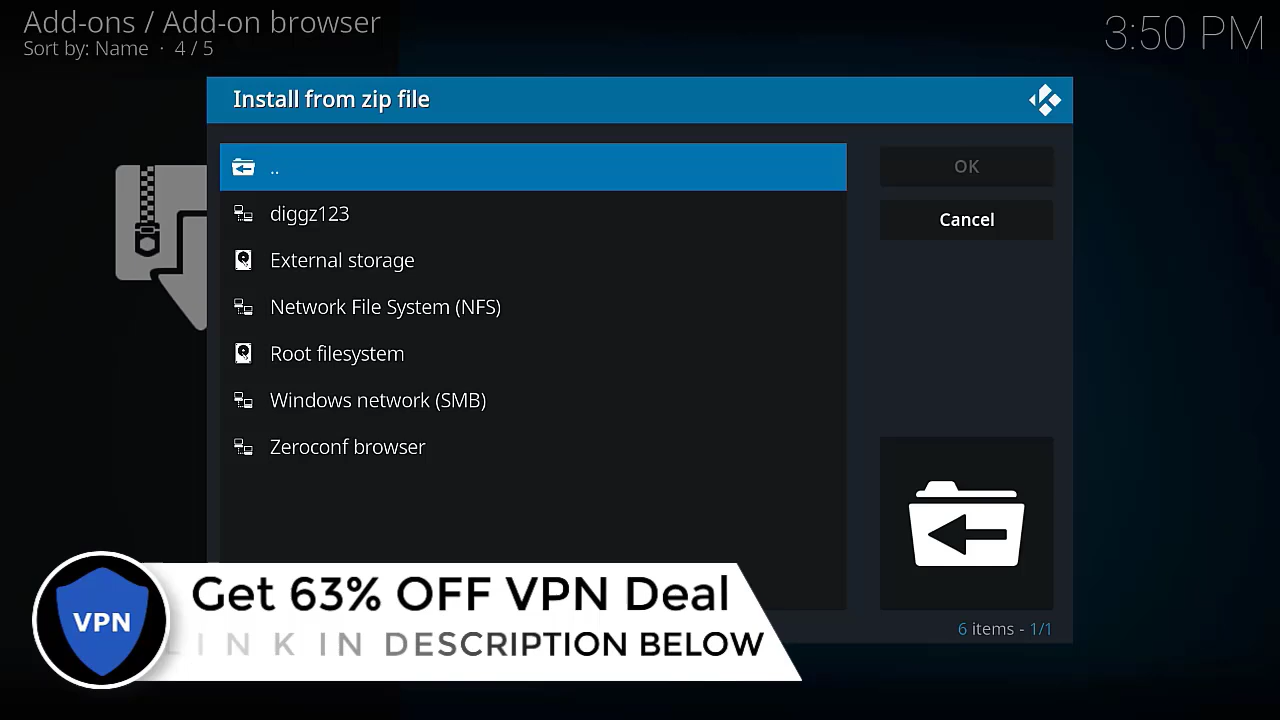 Add-ons / Add-on browser
Sort by: Name · 4 / 5
3:50 PM
Install from zip file
..
OK
diggz123
Cancel
External storage
Network File System (NFS)
Root filesystem
Windows network (SMB)
Zeroconf browser
VPN
Get 63% OFF VPN Deal
LINK IN DESCRIPTION BELOW
6 items - 1/1